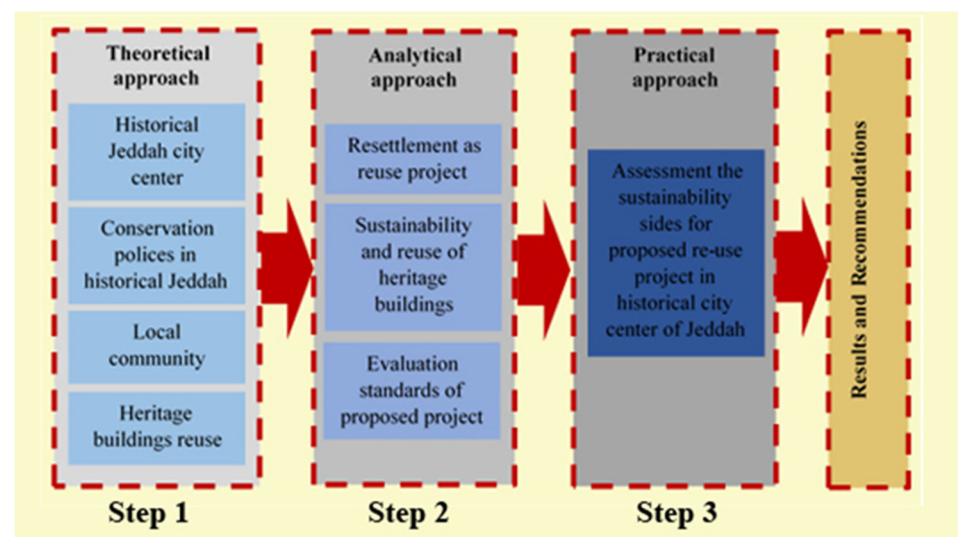 Theoretical
approach
Historical
Jeddah city
center
Conservation
polices in
historical Jeddah
Local
community
Heritage
buildings reuse
Step 1
Analytical
approach
Resettlement as
reuse project
Sustainability
and reuse of
heritage
buildings
Evaluation
standards of
proposed project
Step 2
Practical
approach
Assessment the
sustainability
sides for
proposed re-use
project in
historical city
center of Jeddah
Step 3
Results and Recommendations